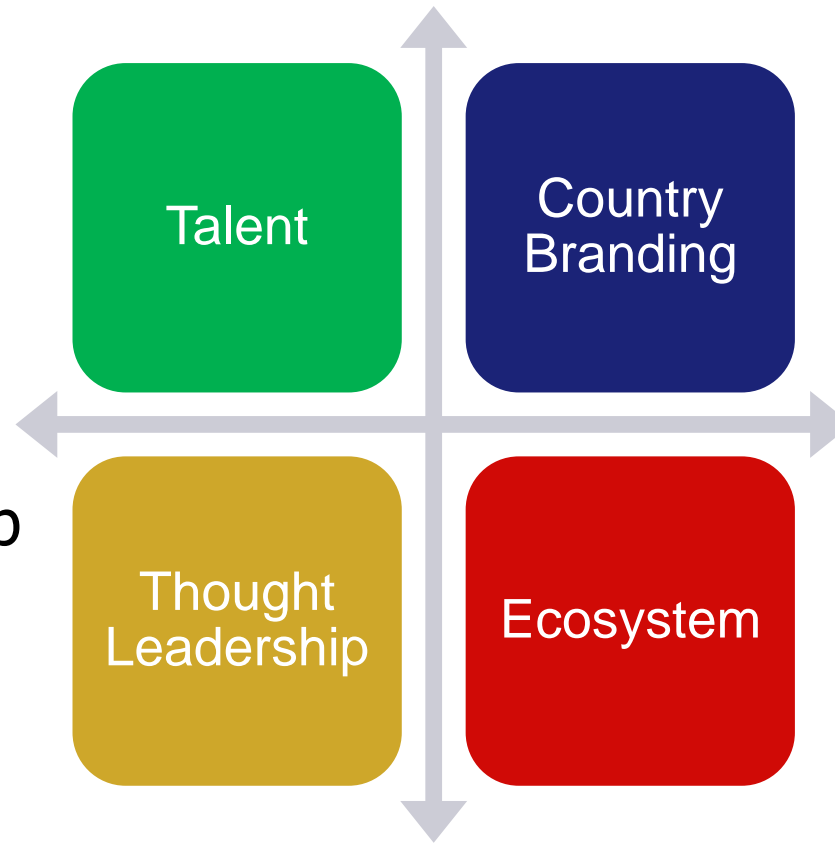 Talent
Country
Branding
Thought
Leadership
Ecosystem